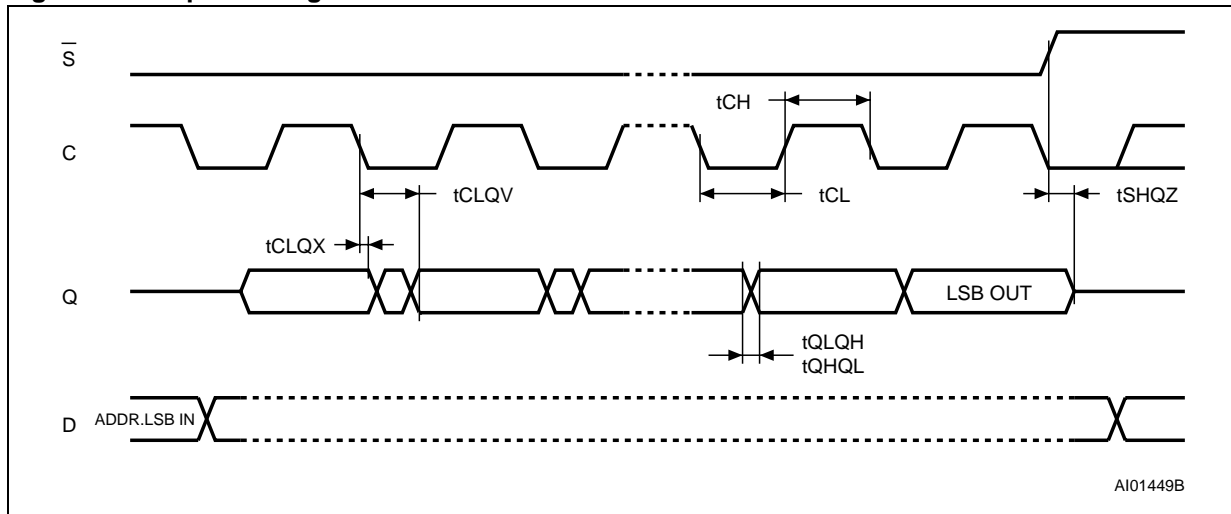 S
tCH
C
tCLQV
tCL
tSHQZ
tCLQX
Q
LSB OUT
tQLQH
tQHQL
D
ADDR.LSB IN
AI01449B